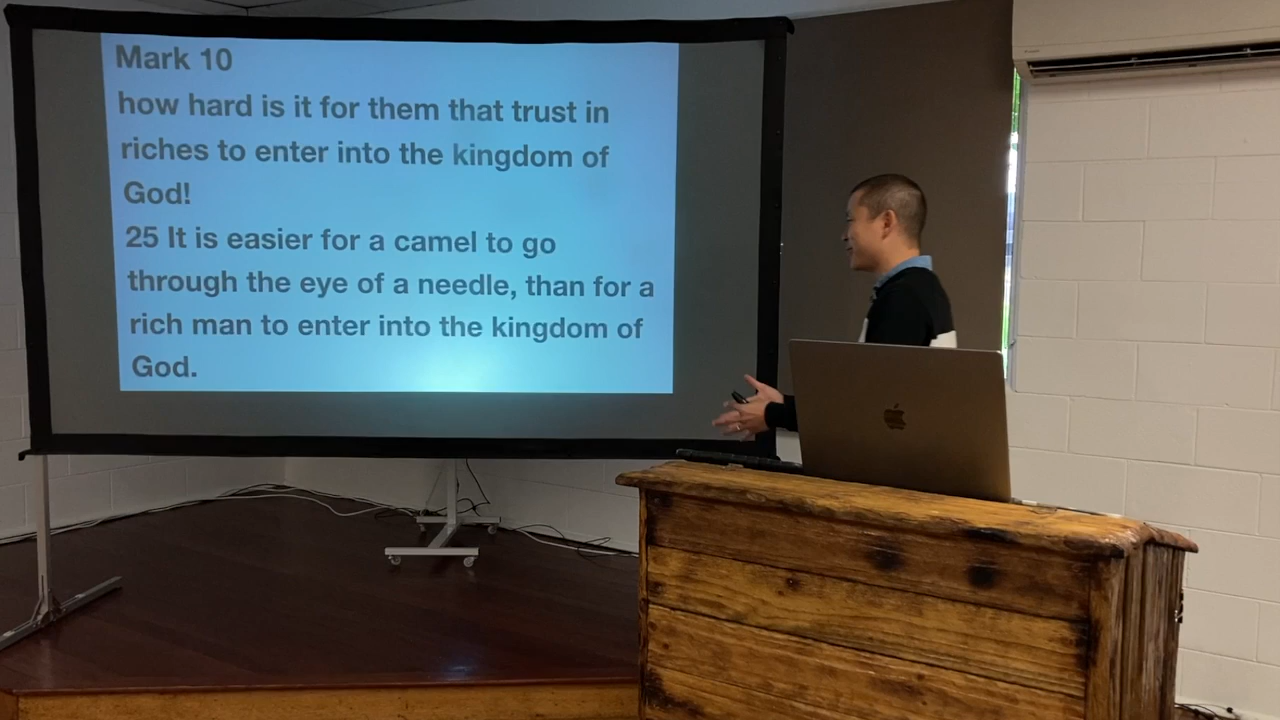 Mark 10
how hard is it for them that trust in
riches to enter into the kingdom of
God!
25 It is easier for a camel to go
through the eye of a needle, than for a
rich man to enter into the kingdom of
God.